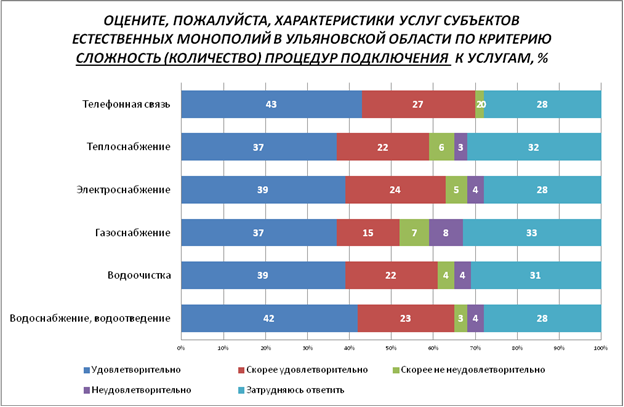 ОЦЕНИТЕ, ПОЖАЛУЙСТА, ХАРАКТЕРИСТИКИ УСЛУГ СУБЪЕКТОВ
ЕСТЕСТВЕННЫХ МОНОПОЛИЙ В УЛЬЯНОВСКОЙ ОБЛАСТИ ПО КРИТЕРИЮ
СЛОЖНОСТЬ (КОЛИЧЕСТВО) ПРОЦЕДУР ПОДКЛЮЧЕНИЯ К УСЛУГАМ, %
Телефонная связь 43 27 2 0 28
Теплоснабжение 37 22 6 3 32
Электроснабжение 39 24 5 4 28
Газоснабжение 37 15 7 8 33
Водоочистка 39 22 4 4 31
Водоснабжение, водоотведение 42 23 3 4 28
0% 10% 20% 30% 40% 50% 60% 70% 80% 90% 100%
Удовлетворительно Скорее удовлетворительно Скорее не неудовлетворительно
Неудовлетворительно Затрудняюсь ответить